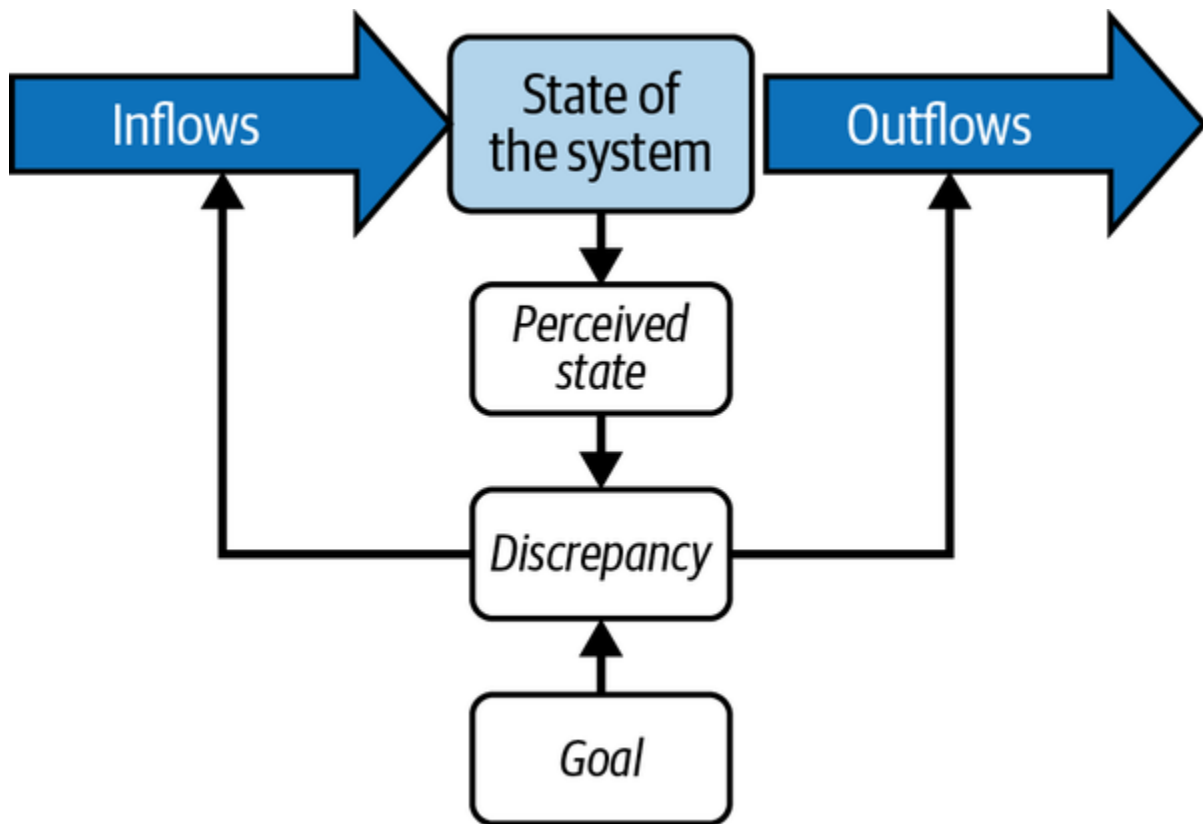 Inflows
State of
the system
Outflows
Perceived
state
Discrepancy
Goal